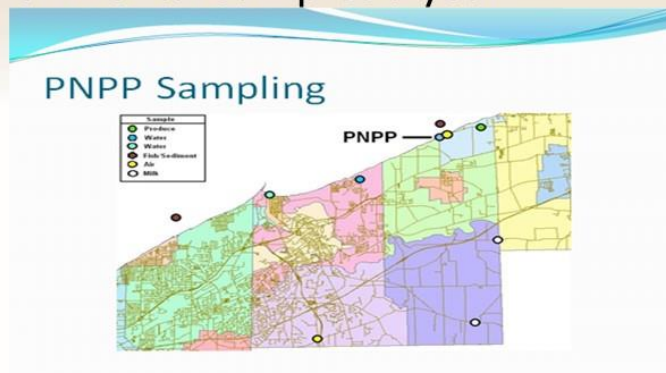 PNPP Sampling
Sample
Produce
Water
Water
Fish Sediment
Air
Milk
PNPP